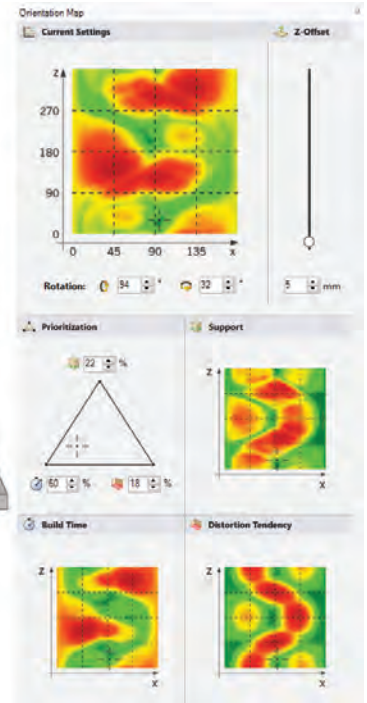 Orientation Map
Current Settings
Z-Offset
Z
270
180
90
0
0 45 90 135 x
Rotation: 94 ° 32 °
5 mm
Prioritization
Support
22 %
60 % 18 %
Z
X
Build Time
Distortion Tendency
Z
X
Z
X